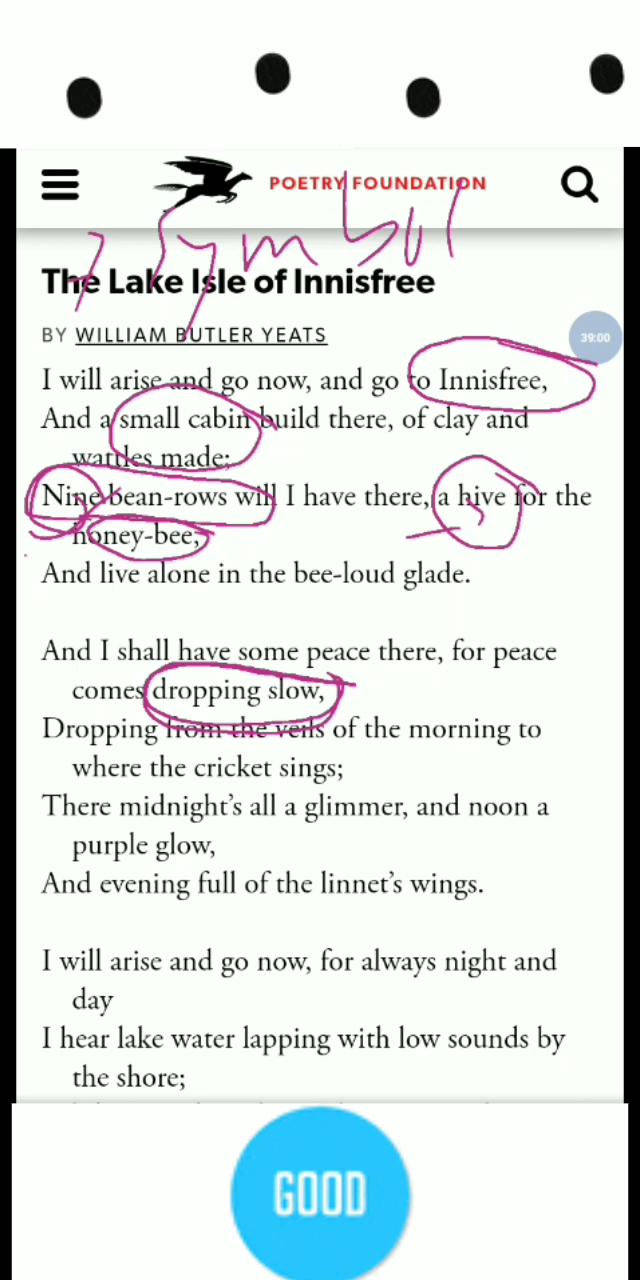 POETRY FOUNDATION
7 Symbol
The Lake Isle of Innisfree
BY WILLIAM BUTLER YEATS
39:00
I will arise and go now, and go to Innisfree,
And a small cabin build there, of clay and
wattles made;
Nine bean-rows will I have there, a hive for the
honey-bee;
And live alone in the bee-loud glade.
And I shall have some peace there, for peace
comes dropping slow,
Dropping from the veils of the morning to
where the cricket sings;
There midnight’s all a glimmer, and noon a
purple glow,
And evening full of the linnet’s wings.
I will arise and go now, for always night and
day
I hear lake water lapping with low sounds by
the shore;
GOOD